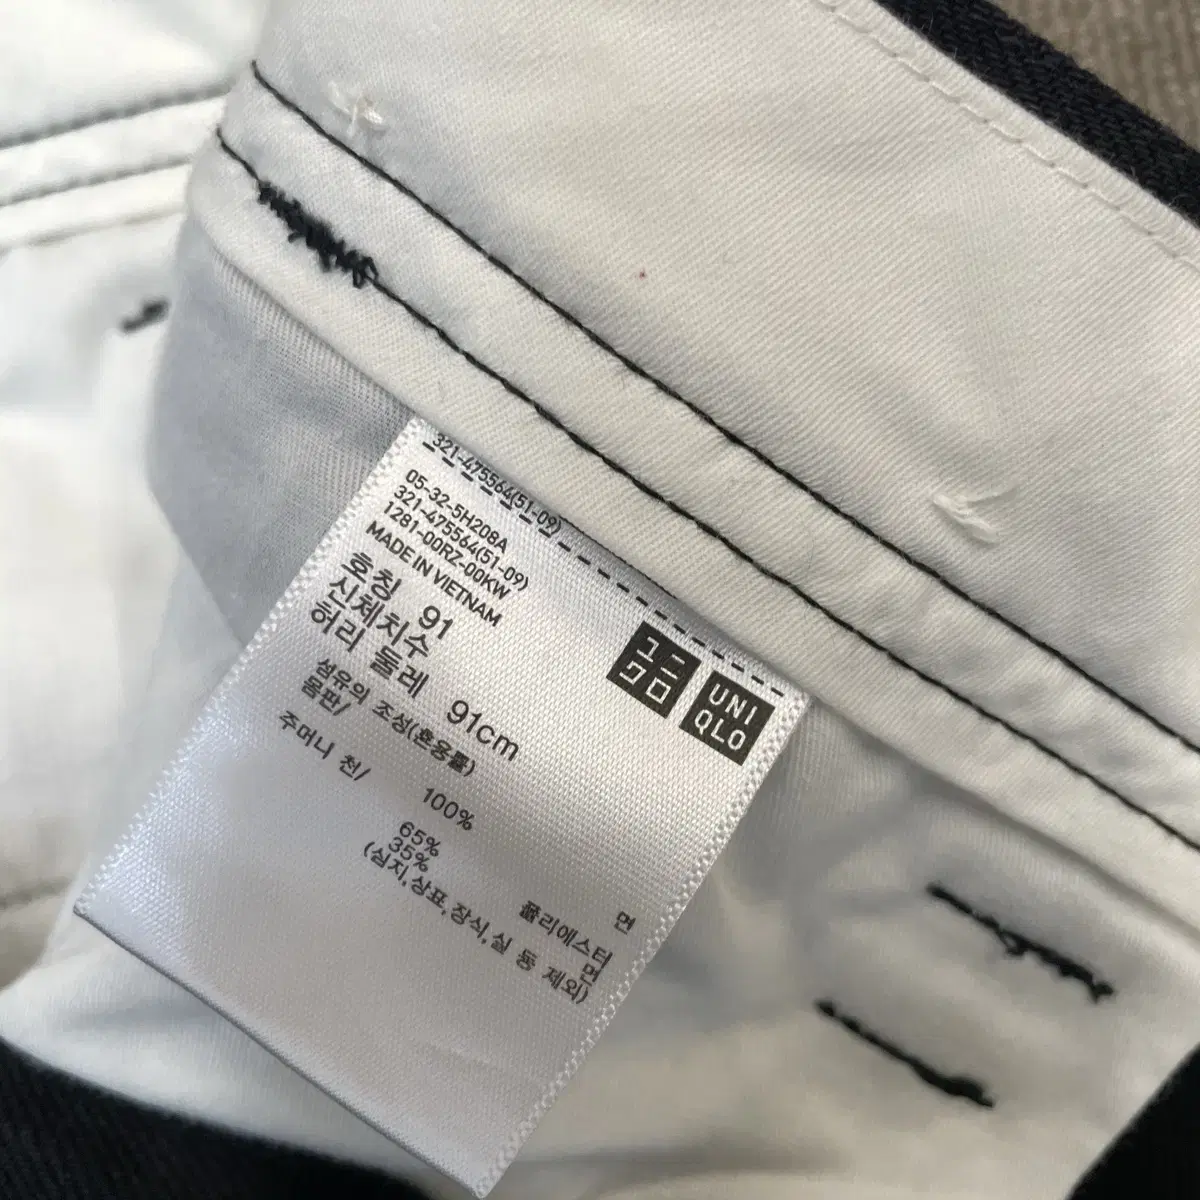 321-475564(51-09)
05-32-5H208A
321-475564(51-09)
1281-00RZ-00KW
MADE IN VIETNAM
호칭 91
신체치수
허리 둘레 91cm
섬유의 조성(혼용률)
몸판/
100% 면
주머니 천/
65% 폴리에스터
35% 면
(심지,상표,장식,실 등 제외)
ユニ
クロ
UNI
QLO